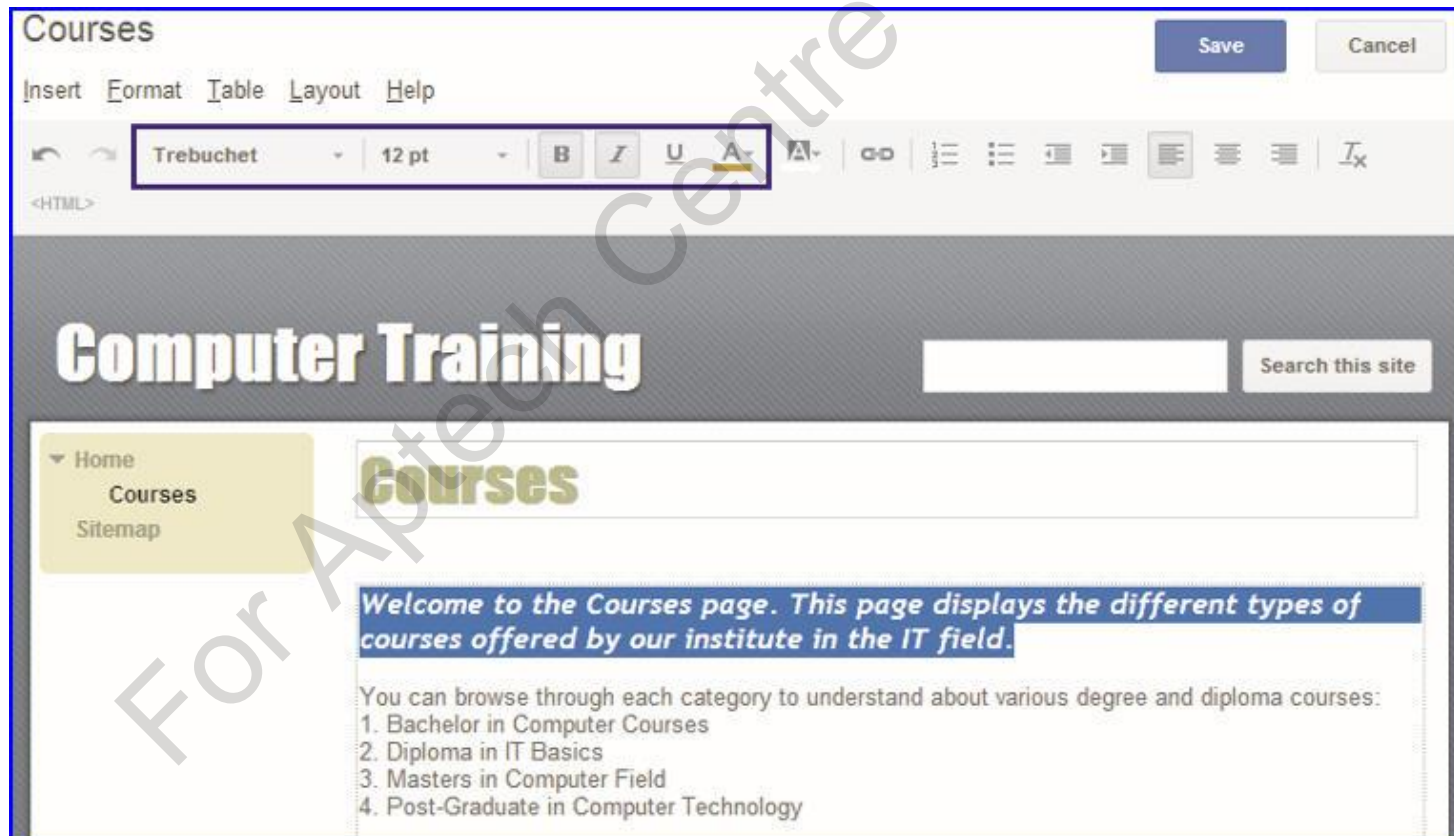 Courses
Save Cancel
Insert Format Table Layout Help
Trebuchet 12 pt B I U A A
<HTML>
Computer Training
Search this site
Home
Courses
Sitemap
Courses
Welcome to the Courses page. This page displays the different types of
courses offered by our institute in the IT field.
You can browse through each category to understand about various degree and diploma courses:
1. Bachelor in Computer Courses
2. Diploma in IT Basics
3. Masters in Computer Field
4. Post-Graduate in Computer Technology
For Aptech Centre